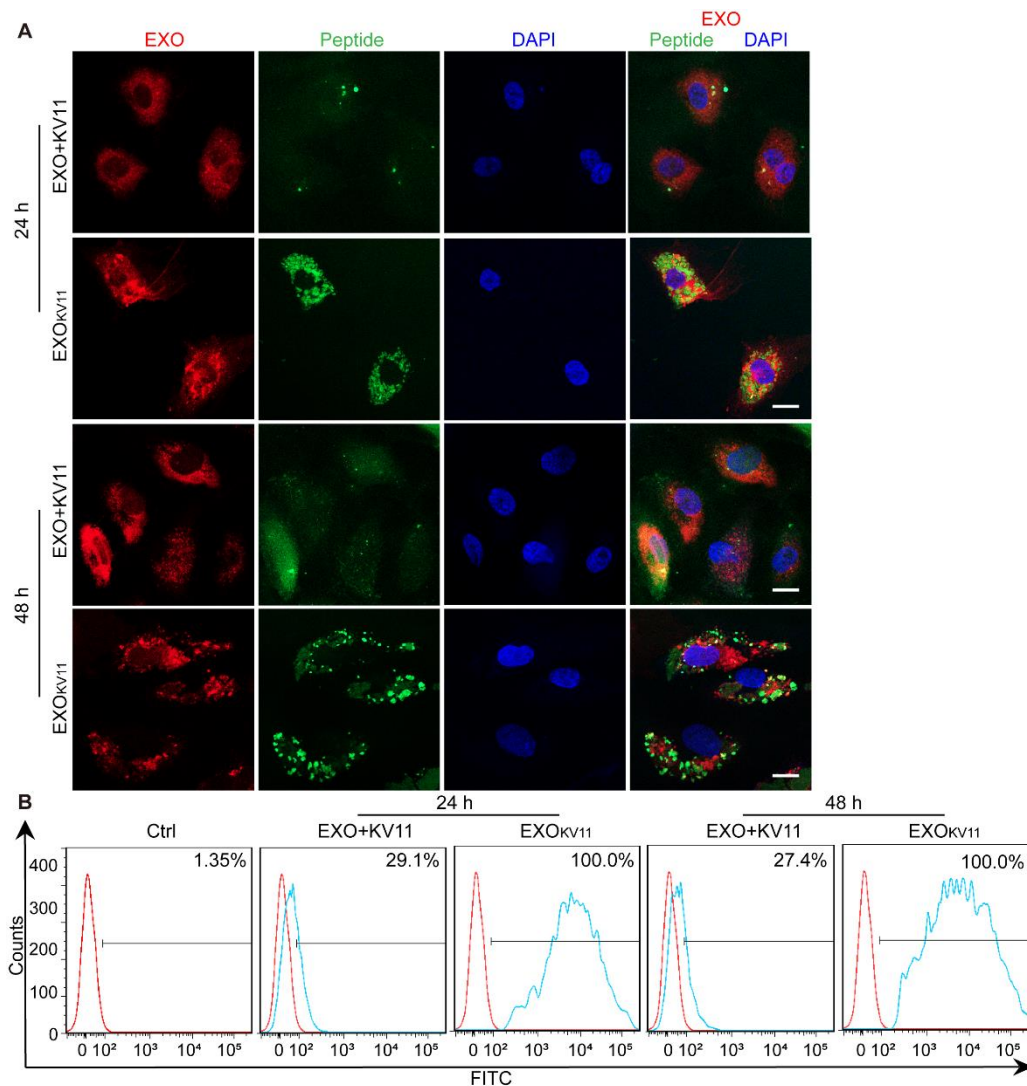 A
EXO
Peptide
DAPI
EXO
Peptide DAPI
24 h
EXO+KV11
EXOKV11
48 h
EXO+KV11
EXOKV11
B
24 h
48 h
Ctrl
EXO+KV11
EXOKV11
EXO+KV11
EXOKV11
1.35%
29.1%
100.0%
27.4%
100.0%
Counts
400
300
200
100
0
0 10² 10³ 10⁴ 10⁵
0 10² 10³ 10⁴ 10⁵
0 10² 10³ 10⁴ 10⁵
0 10² 10³ 10⁴ 10⁵
0 10² 10³ 10⁴ 10⁵
FITC